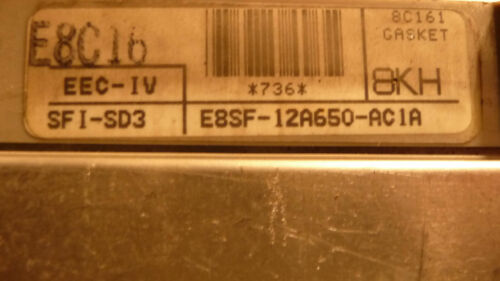 E8C16
8C161
GASKET
EEC-IV
*736*
8KH
SFI-SD3
E8SF-12A650-AC1A